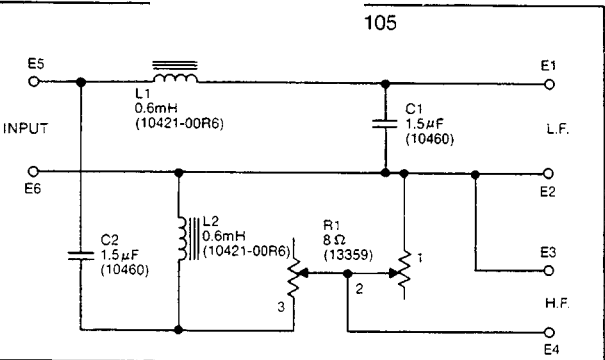 105
E5
E1
L1
0.6mH
(10421-00R6)
C1
1.5µF
(10460)
INPUT
L.F.
E6
E2
C2
1.5µF
(10460)
L2
0.6mH
(10421-00R6)
R1
8Ω
(13359)
1
2
3
E3
H.F.
E4